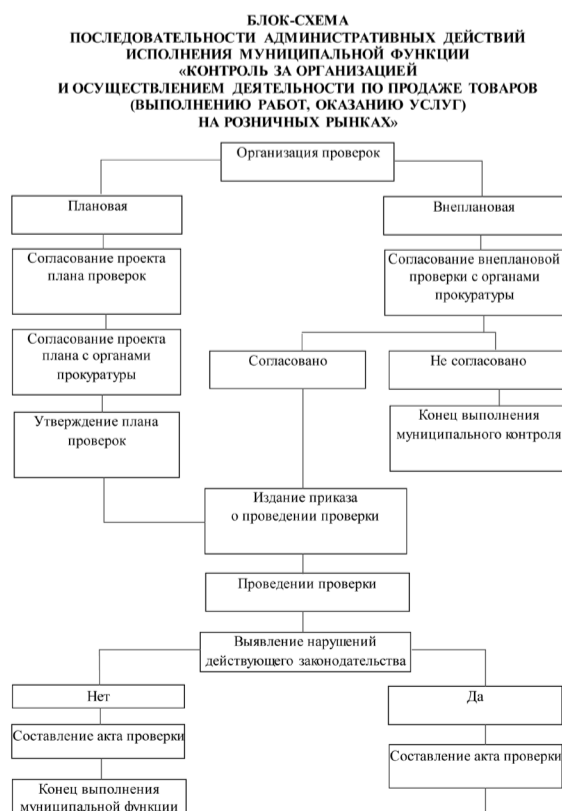 БЛОК-СХЕМА
ПОСЛЕДОВАТЕЛЬНОСТИ АДМИНИСТРАТИВНЫХ ДЕЙСТВИЙ
ИСПОЛНЕНИЯ МУНИЦИПАЛЬНОЙ ФУНКЦИИ
«КОНТРОЛЬ ЗА ОРГАНИЗАЦИЕЙ
И ОСУЩЕСТВЛЕНИЕМ ДЕЯТЕЛЬНОСТИ ПО ПРОДАЖЕ ТОВАРОВ
(ВЫПОЛНЕНИЮ РАБОТ, ОКАЗАНИЮ УСЛУГ)
НА РОЗНИЧНЫХ РЫНКАХ»
Организация проверок
Плановая
Внеплановая
Согласование проекта
плана проверок
Согласование внеплановой
проверки с органами
прокуратуры
Согласование проекта
плана с органами
прокуратуры
Согласовано
Не согласовано
Утверждение плана
проверок
Конец выполнения
муниципального контроля
Издание приказа
о проведении проверки
Проведении проверки
Выявление нарушений
действующего законодательства
Нет
Да
Составление акта проверки
Составление акта проверки
Конец выполнения
муниципальной функции